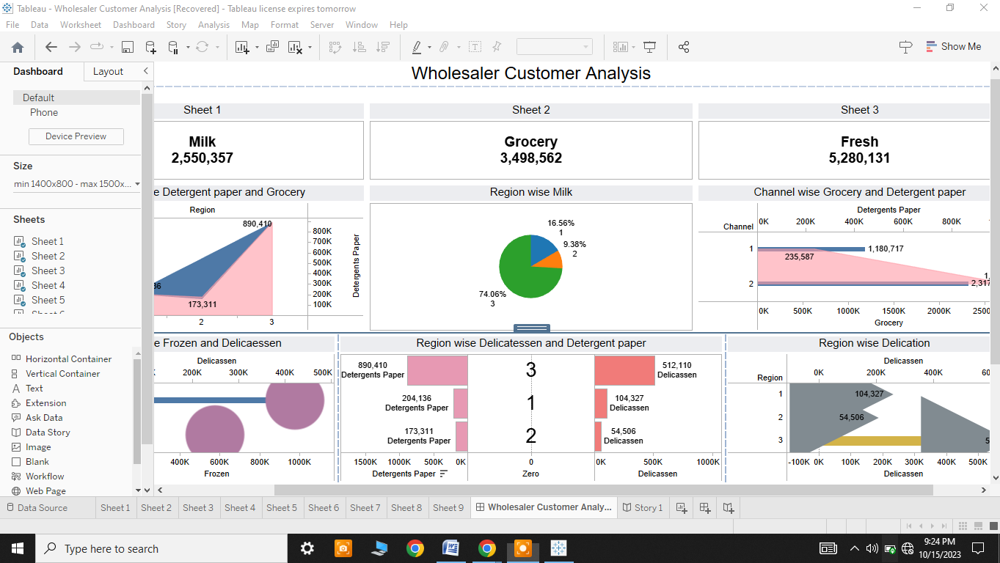 Tableau - Wholesaler Customer Analysis [Recovered] - Tableau license expires tomorrow
File Data Worksheet Dashboard Story Analysis Map Format Server Window Help
Show Me
Dashboard Layout
Default
Phone
Device Preview
Size
min 1400x800 - max 1500x...
Sheets
Sheet 1
Sheet 2
Sheet 3
Sheet 4
Sheet 5
Objects
Horizontal Container
Vertical Container
Text
Extension
Ask Data
Data Story
Image
Blank
Workflow
Web Page
Wholesaler Customer Analysis
Sheet 1
Milk
2,550,357
Sheet 2
Grocery
3,498,562
Sheet 3
Fresh
5,280,131
e Detergent paper and Grocery
Region
890,410
36
173,311
2 3
800K
700K
600K
500K
400K
300K
200K
100K
Detergents Paper
Region wise Milk
16.56%
1
9.38%
2
74.06%
3
Channel wise Grocery and Detergent paper
Detergents Paper
Channel 0K 200K 400K 600K 800K
1 1,180,717
235,587
2 2,317
0K 500K 1000K 1500K 2000K 2500
Grocery
e Frozen and Delicaessen
Delicassen
200K 300K 400K 500K
400K 600K 800K 1000K
Frozen
Region wise Delicatessen and Detergent paper
890,410 3 512,110
Detergents Paper Delicassen
204,136 1 104,327
Detergents Paper Delicassen
173,311 2 54,506
Detergents Paper Delicassen
1500K 1000K 500K 0K 0 0K 500K 1000K
Detergents Paper Zero Delicassen
Region wise Delication
Delicassen
Region 0K 200K 400K 60
1 104,327
2 54,506
3 5
-100K 0K 100K 200K 300K 400K 500K
Delicassen
Data Source Sheet 1 Sheet 2 Sheet 3 Sheet 4 Sheet 5 Sheet 6 Sheet 7 Sheet 8 Sheet 9 Wholesaler Customer Analy... Story 1
Type here to search
9:24 PM
10/15/2023